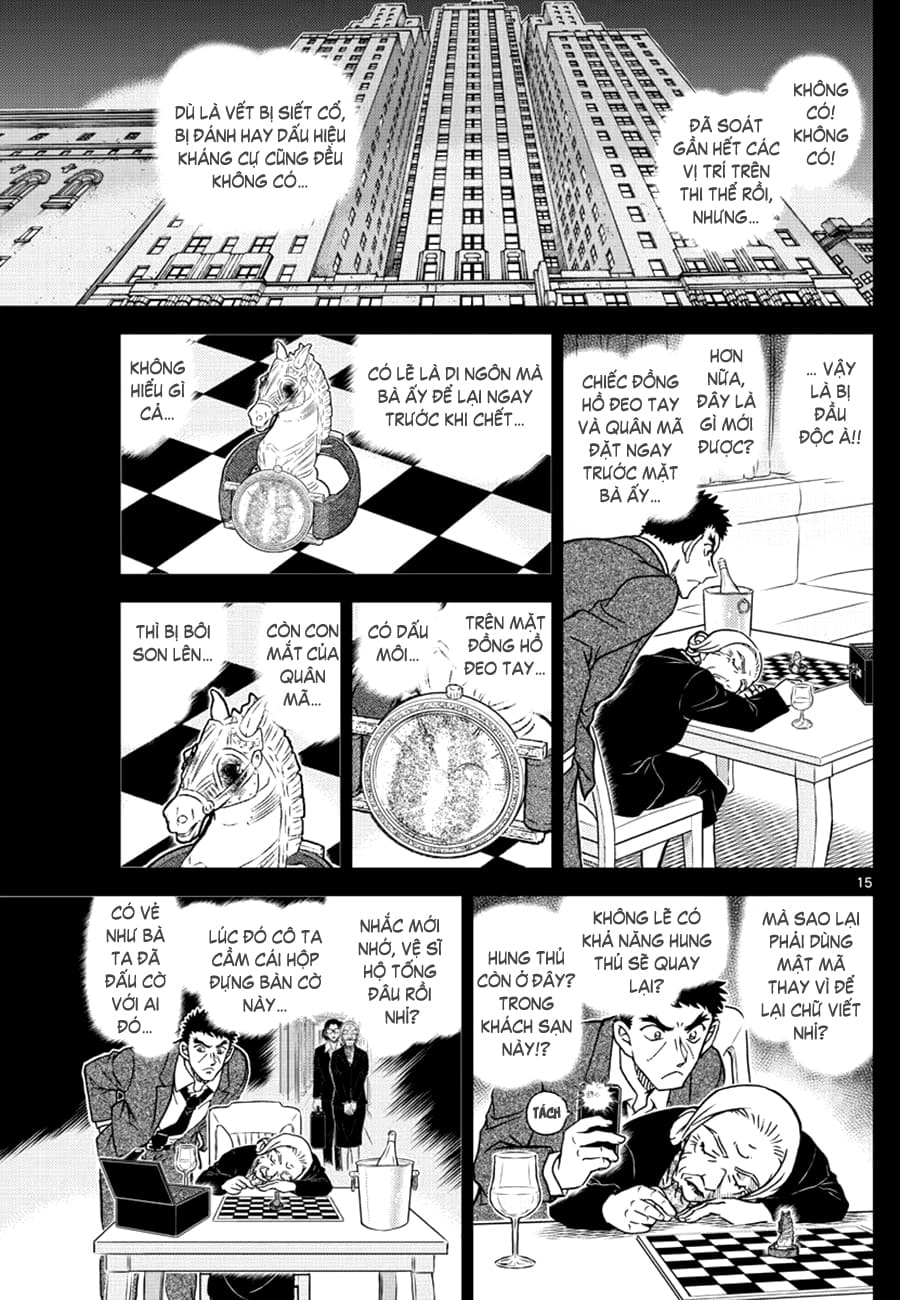 KHÔNG
CÓ!
KHÔNG
CÓ!
ĐÃ SOÁT
GẦN HẾT CÁC
VỊ TRÍ TRÊN
THI THỂ RỒI,
NHƯNG...
DÙ LÀ VẾT BỊ SIẾT CỔ,
BỊ ĐÁNH HAY DẤU HIỆU
KHÁNG CỰ CŨNG ĐỀU
KHÔNG CÓ...
... VẬY
LÀ BỊ
ĐẦU
ĐỘC À!!
HƠN
NỮA,
ĐÂY LÀ
GÌ MỚI
ĐƯỢC?
CHIẾC ĐỒNG
HỒ ĐEO TAY
VÀ QUÂN MÃ
ĐẶT NGAY
TRƯỚC MẶT
BÀ ẤY...
CÓ LẼ LÀ DI NGÔN MÀ
BÀ ẤY ĐỂ LẠI NGAY
TRƯỚC KHI CHẾT...
KHÔNG
HIỂU GÌ
CẢ...
TRÊN MẶT
ĐỒNG HỒ
ĐEO TAY...
CÓ DẤU
MÔI...
CÒN CON
MẮT CỦA
QUÂN
MÃ...
THÌ BỊ BÔI
SON LÊN...
15
MÀ SAO LẠI
PHẢI DÙNG
MẬT MÃ
THAY VÌ ĐỂ
LẠI CHỮ VIẾT
NHỈ?
KHÔNG LẼ CÓ
KHẢ NĂNG HUNG
THỦ SẼ QUAY
LẠI?
HUNG THỦ
CÒN Ở ĐÂY?
TRONG
KHÁCH SẠN
NÀY!?
TÁCH
NHẮC MỚI
NHỚ, VỆ SĨ
HỘ TỐNG
ĐÂU RỒI
NHỈ?
LÚC ĐÓ CÔ TA
CẦM CÁI HỘP
ĐỰNG BÀN CỜ
NÀY...
CÓ VẺ
NHƯ BÀ
TA ĐÃ
ĐẤU CỜ
VỚI AI
ĐÓ...